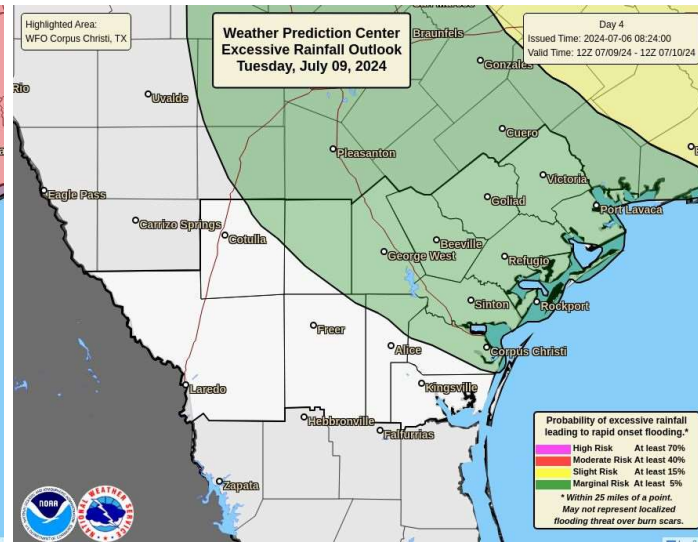 Highlighted Area:
WFO Corpus Christi, TX
Weather Prediction Center
Excessive Rainfall Outlook
Tuesday, July 09, 2024
Day 4
Issued Time: 2024-07-06 08:24:00
Valid Time: 12Z 07/09/24 - 12Z 07/10/24
Braunfels
Gonzales
Rio
Uvalde
Cuero
Pleasanton
Victoria
Eagle Pass
Goliad
Port Lavaca
Carrizo Springs
Cotulla
Beeville
George West
Refugio
Sinton
Rockport
Freer
Alice
Corpus Christi
Laredo
Kingsville
Hebbronville
Falfurrias
Zapata
Probability of excessive rainfall
leading to rapid onset flooding.*
High Risk At least 70%
Moderate Risk At least 40%
Slight Risk At least 15%
Marginal Risk At least 5%
* Within 25 miles of a point.
May not represent localized
flooding threat over burn scars.
NOAA
NATIONAL WEATHER SERVICE